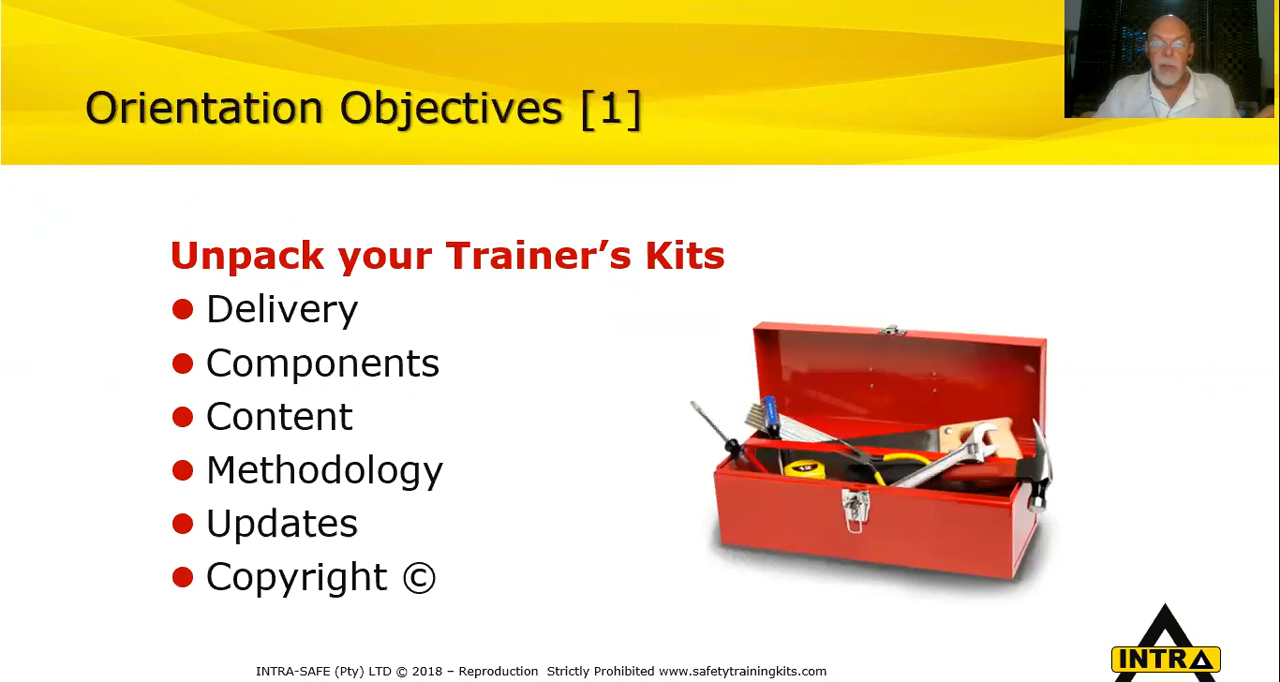 Orientation Objectives [1]
Unpack your Trainer’s Kits
Delivery
Components
Content
Methodology
Updates
Copyright ©
INTRA-SAFE (Pty) LTD © 2018 – Reproduction Strictly Prohibited www.safetytrainingkits.com
INTRA